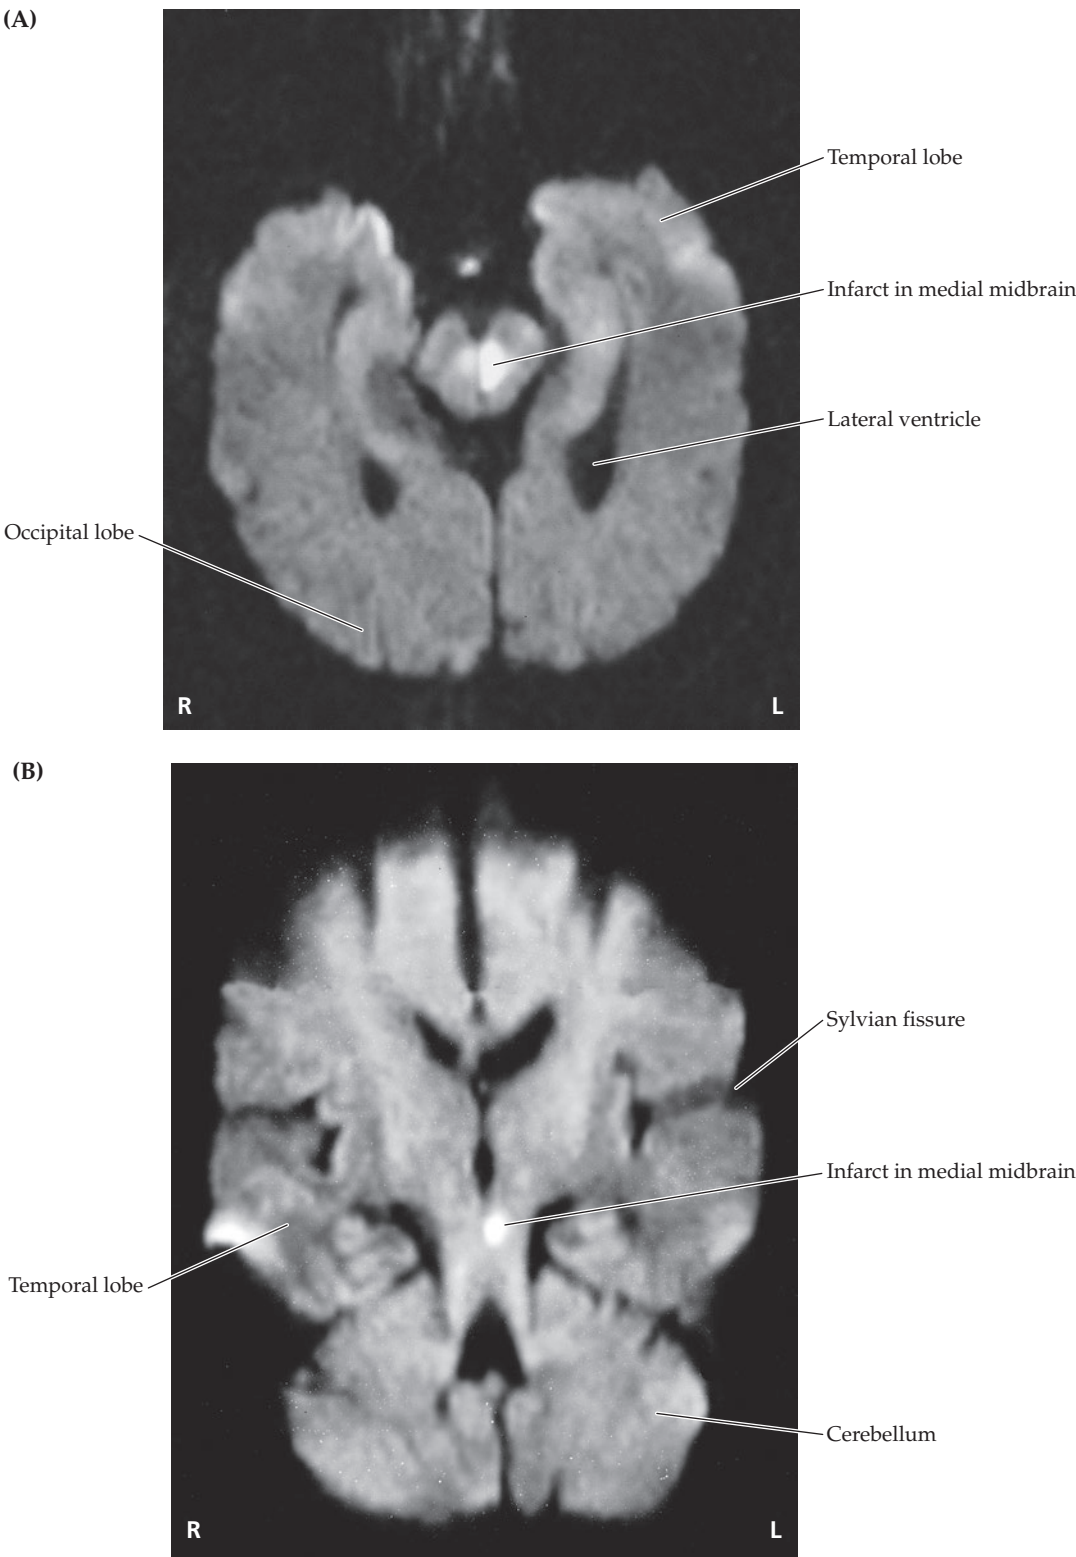 (A)
Temporal lobe
Infarct in medial midbrain
Lateral ventricle
Occipital lobe
R
L
(B)
Sylvian fissure
Infarct in medial midbrain
Temporal lobe
Cerebellum
R
L